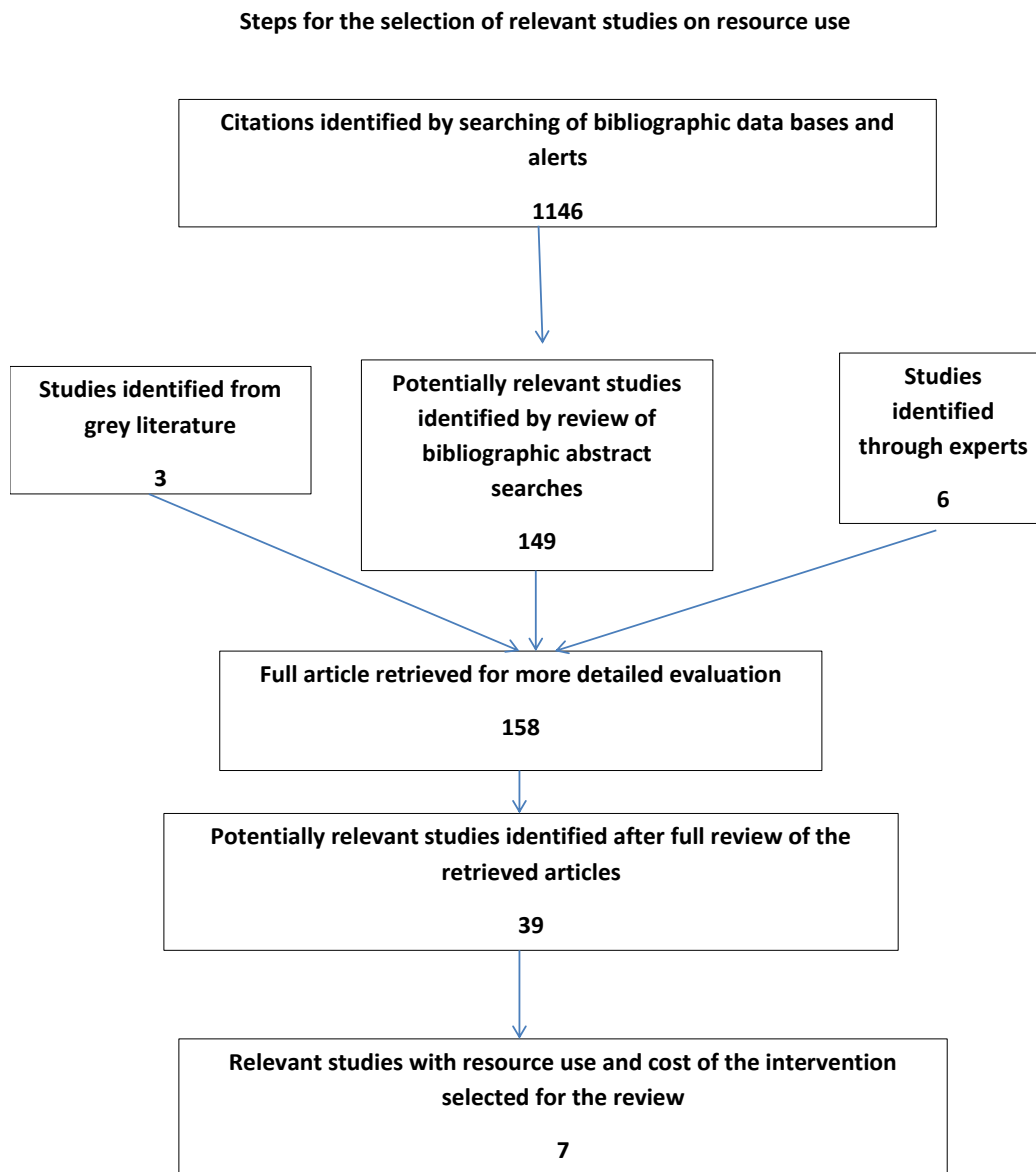 Steps for the selection of relevant studies on resource use
Citations identified by searching of bibliographic data bases and
alerts
1146
Studies identified from
grey literature
3
Potentially relevant studies
identified by review of
bibliographic abstract
searches
149
Studies
identified
through experts
6
Full article retrieved for more detailed evaluation
158
Potentially relevant studies identified after full review of the
retrieved articles
39
Relevant studies with resource use and cost of the intervention
selected for the review
7